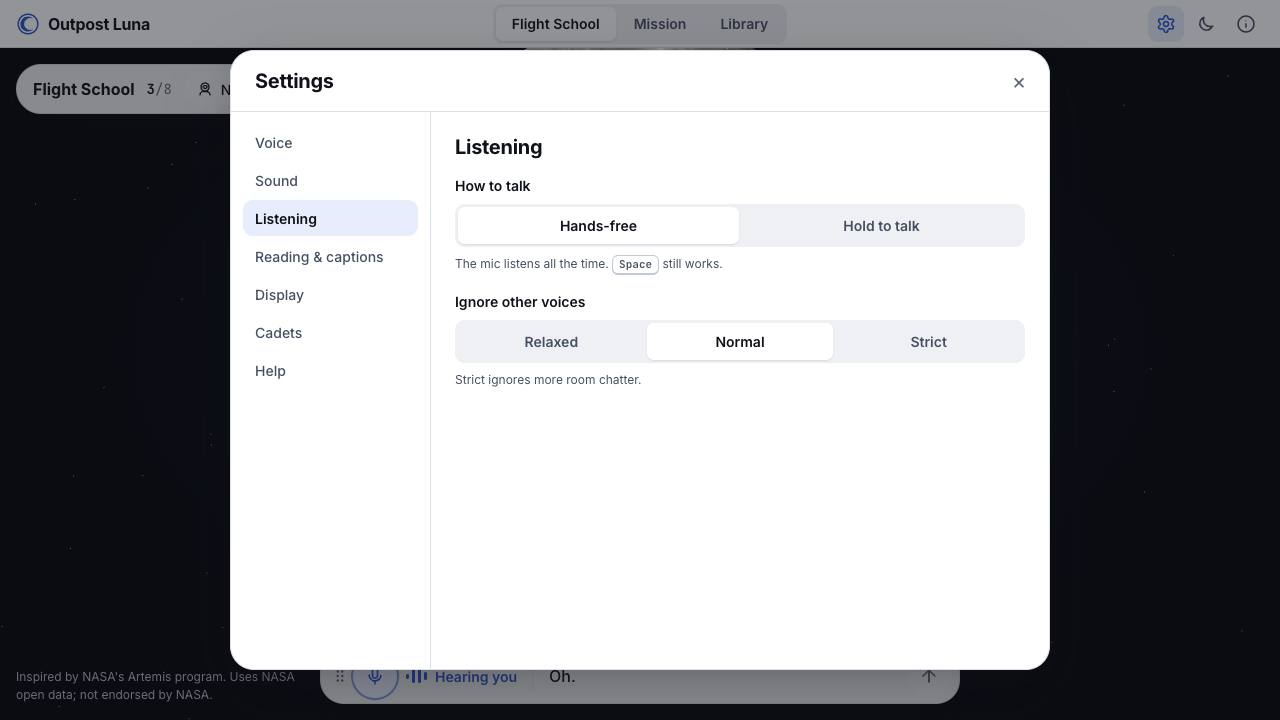 Outpost Luna
Flight School
Mission
Library
Flight School 3/8
Settings
Voice
Sound
Listening
Reading & captions
Display
Cadets
Help
Listening
How to talk
Hands-free
Hold to talk
The mic listens all the time. Space still works.
Ignore other voices
Relaxed
Normal
Strict
Strict ignores more room chatter.
Inspired by NASA's Artemis program. Uses NASA
open data; not endorsed by NASA.
Hearing you
Oh.